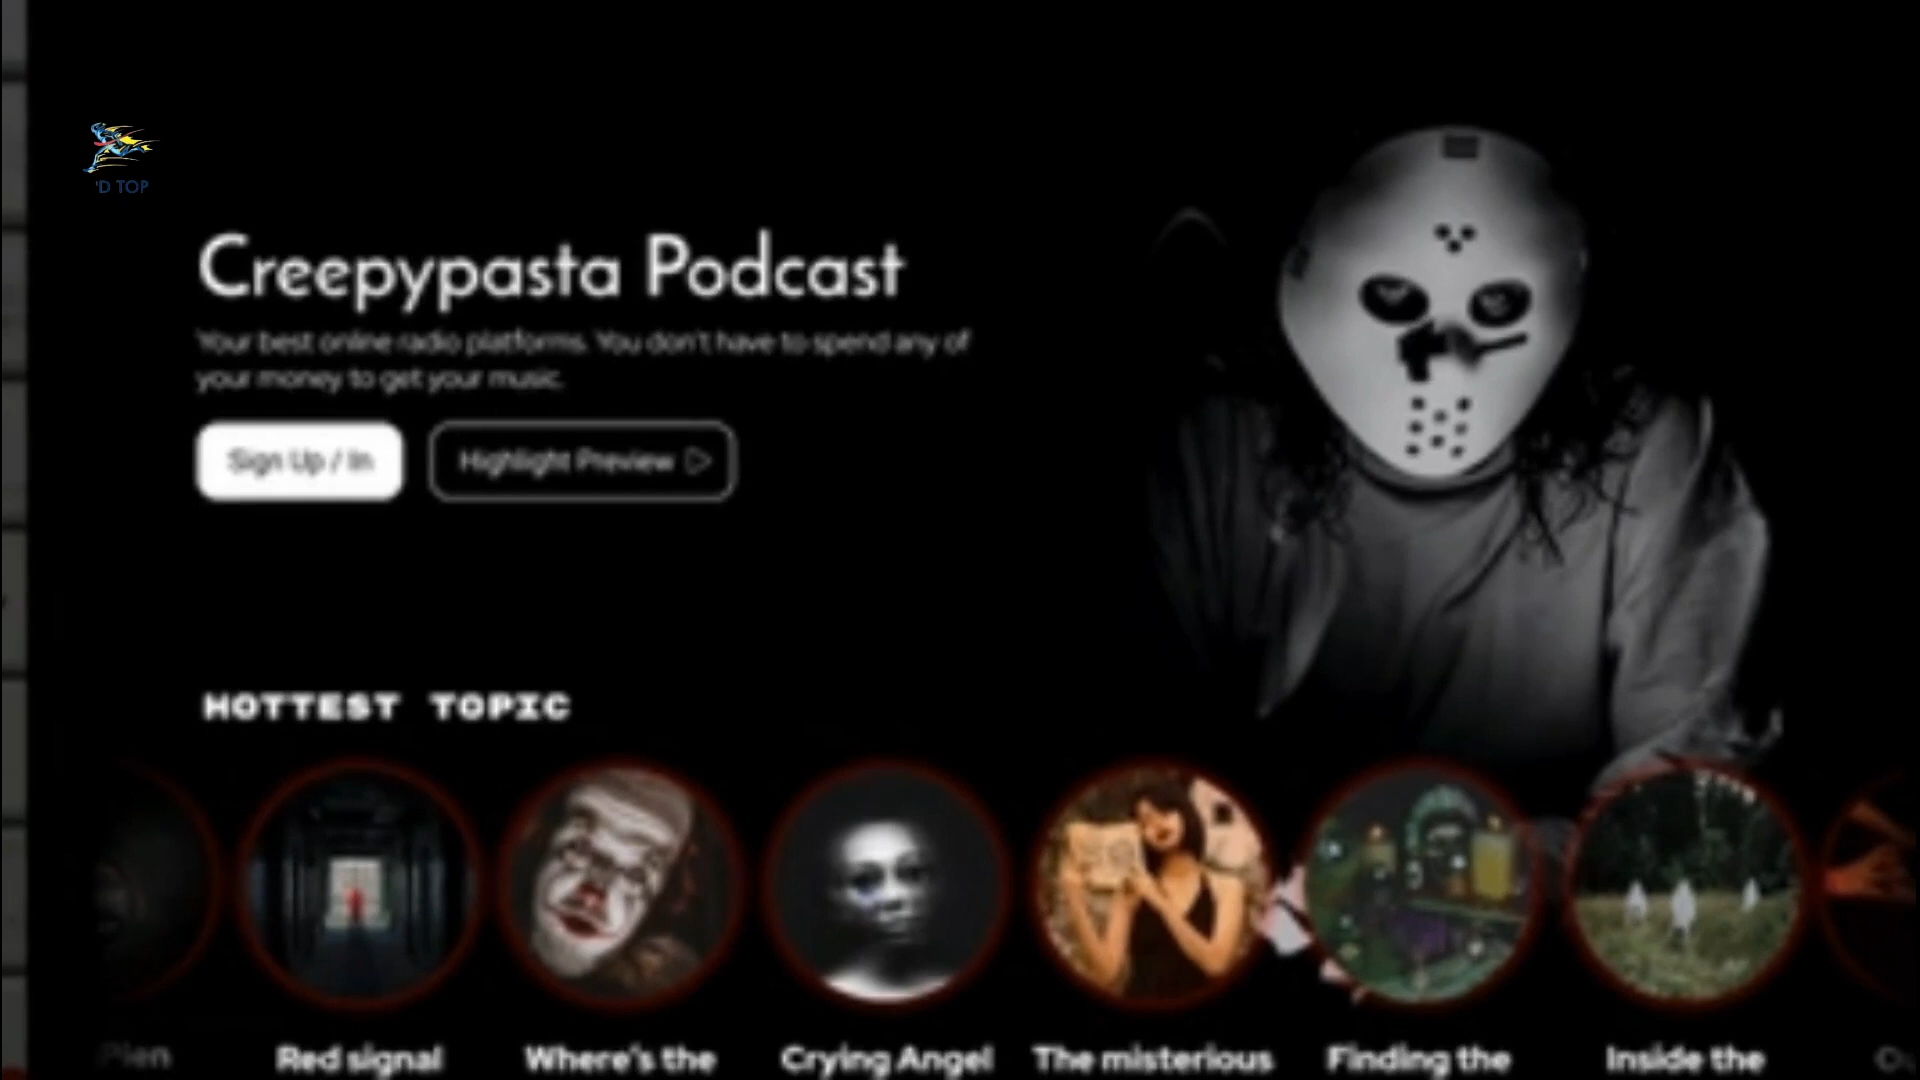 'D TOP
Creepypasta Podcast
Your best online radio platforms. You don't have to spend any of
your money to get your music.
Sign Up / In
Highlight Preview
HOTTEST TOPIC
Red signal
Where's the
Crying Angel
The misterious
Finding the
Inside the